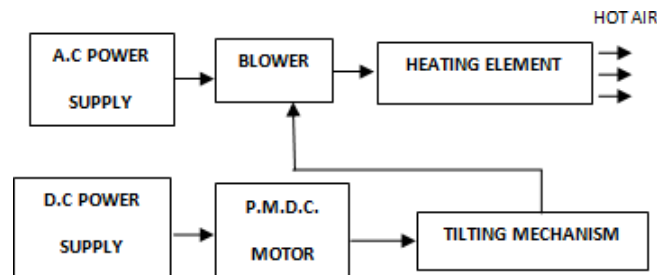 HOT AIR
A.C POWER
SUPPLY
BLOWER
HEATING ELEMENT
D.C POWER
SUPPLY
P.M.D.C.
MOTOR
TILTING MECHANISM